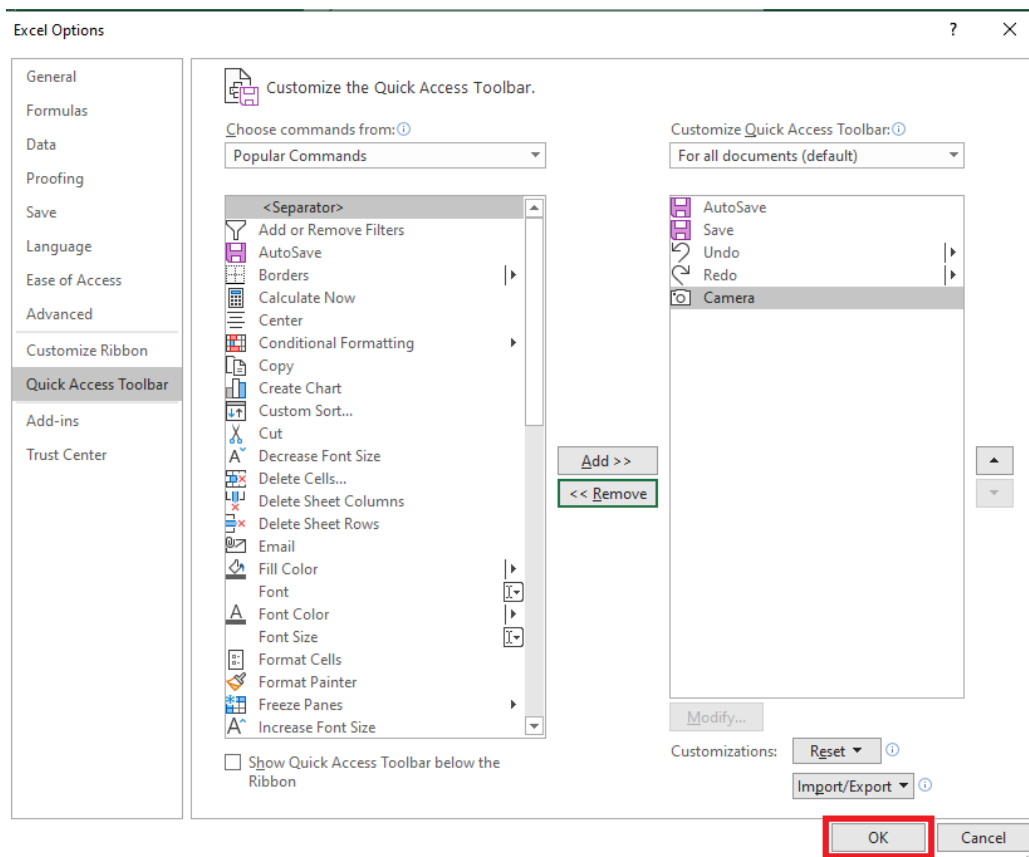 Excel Options
?
General
Formulas
Data
Proofing
Save
Language
Ease of Access
Advanced
Customize Ribbon
Quick Access Toolbar
Add-ins
Trust Center
Customize the Quick Access Toolbar.
Choose commands from:
Popular Commands
<Separator>
Add or Remove Filters
AutoSave
Borders
Calculate Now
Center
Conditional Formatting
Copy
Create Chart
Custom Sort...
Cut
Decrease Font Size
Delete Cells...
Delete Sheet Columns
Delete Sheet Rows
Email
Fill Color
Font
Font Color
Font Size
Format Cells
Format Painter
Freeze Panes
Increase Font Size
Show Quick Access Toolbar below the
Ribbon
Add >>
<< Remove
Customize Quick Access Toolbar:
For all documents (default)
AutoSave
Save
Undo
Redo
Camera
Modify...
Customizations:
Reset
Import/Export
OK
Cancel